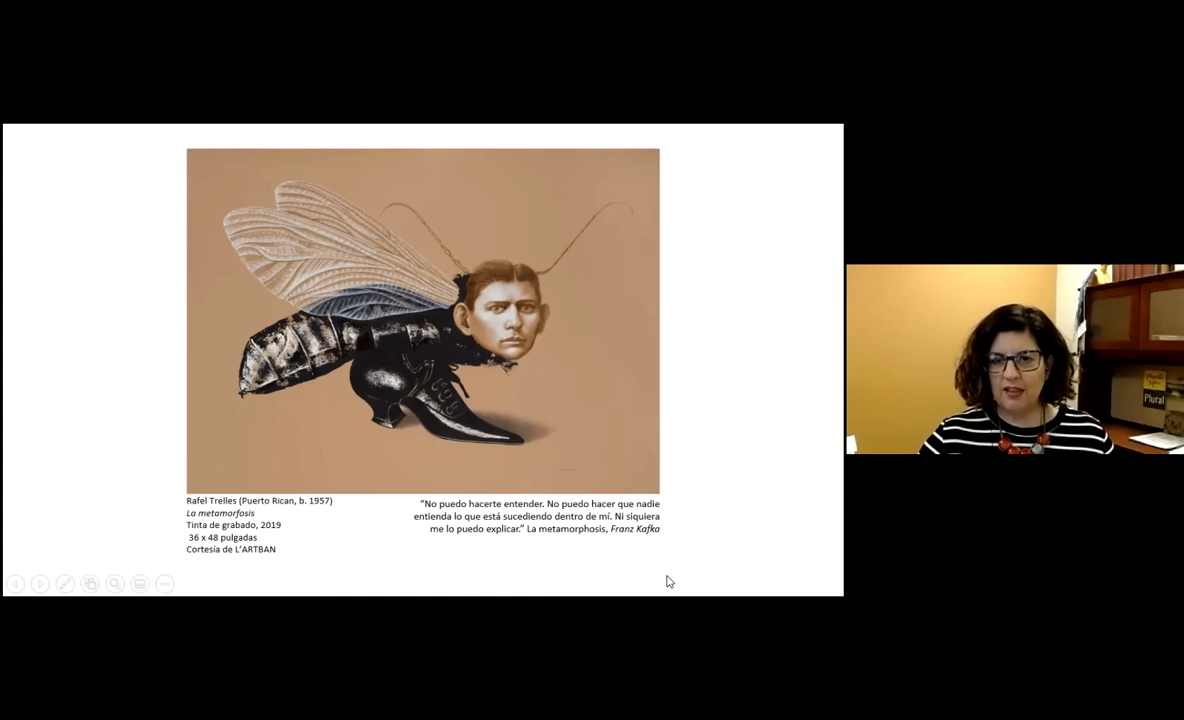 Rafel Trelles (Puerto Rican, b. 1957)
La metamorfosis
Tinta de grabado, 2019
36 x 48 pulgadas
Cortesía de L’ARTBAN
“No puedo hacerte entender. No puedo hacer que nadie
entienda lo que está sucediendo dentro de mí. Ni siquiera
me lo puedo explicar.” La metamorphosis, Franz Kafka
Plural